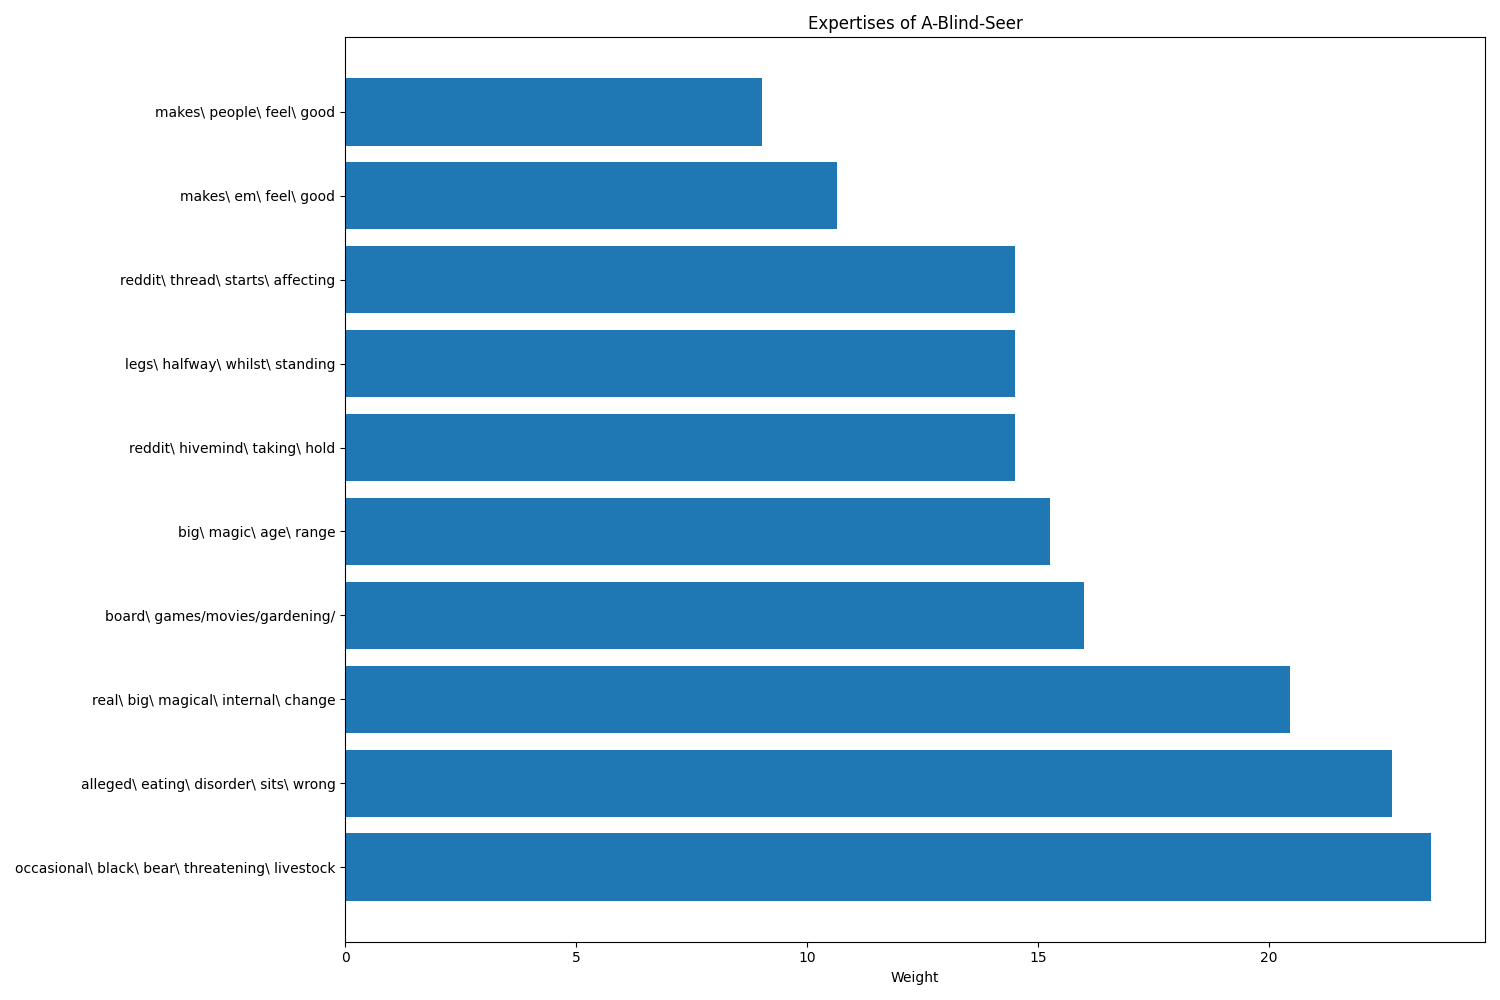 Expertises of A-Blind-Seer
makes\ people\ feel\ good
makes\ em\ feel\ good
reddit\ thread\ starts\ affecting
legs\ halfway\ whilst\ standing
reddit\ hivemind\ taking\ hold
big\ magic\ age\ range
board\ games/movies/gardening/
real\ big\ magical\ internal\ change
alleged\ eating\ disorder\ sits\ wrong
occasional\ black\ bear\ threatening\ livestock
0 5 10 15 20
Weight